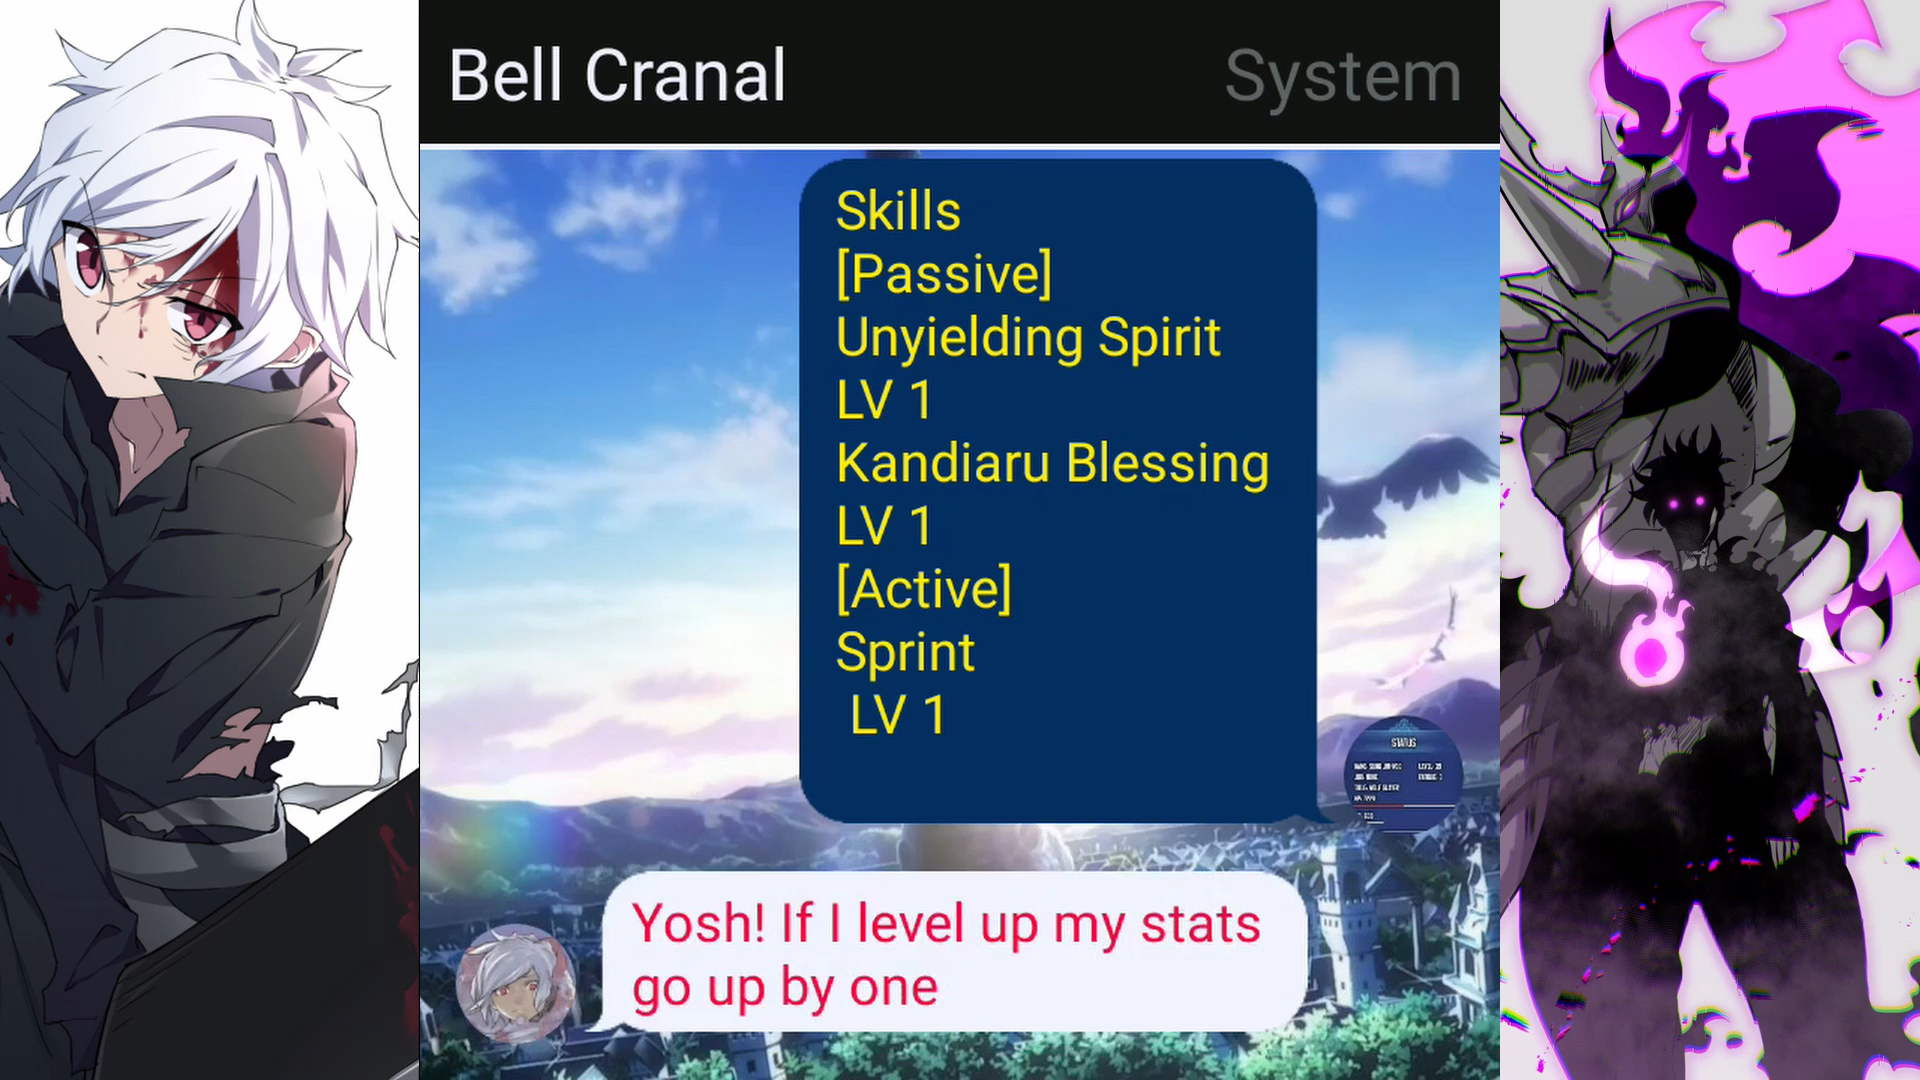 Bell Cranal
System
Skills
[Passive]
Unyielding Spirit
LV 1
Kandiaru Blessing
LV 1
[Active]
Sprint
LV 1
STATUS
Yosh! If I level up my stats
go up by one